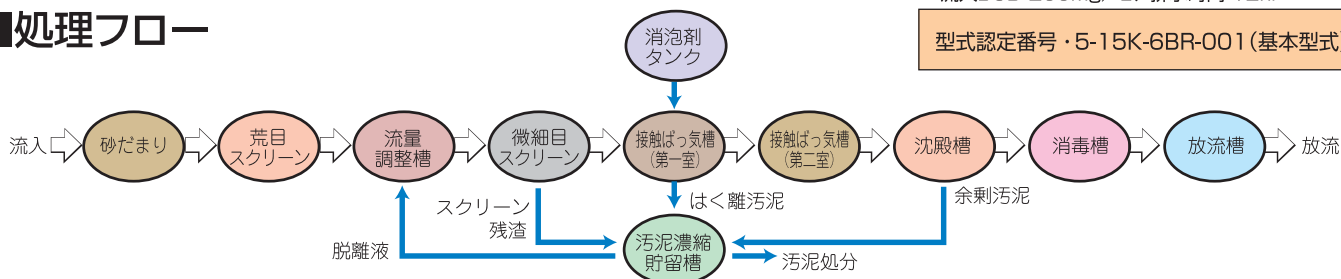 ■処理フロー
型式認定番号・5-15K-6BR-001(基本型式)
消泡剤
タンク
流入
砂だまり
荒目
スクリーン
流量
調整槽
微細目
スクリーン
接触ばっ気槽
(第一室)
接触ばっ気槽
(第二室)
沈殿槽
消毒槽
放流槽
放流
スクリーン
残渣
はく離汚泥
余剰汚泥
脱離液
汚泥濃縮
貯留槽
汚泥処分